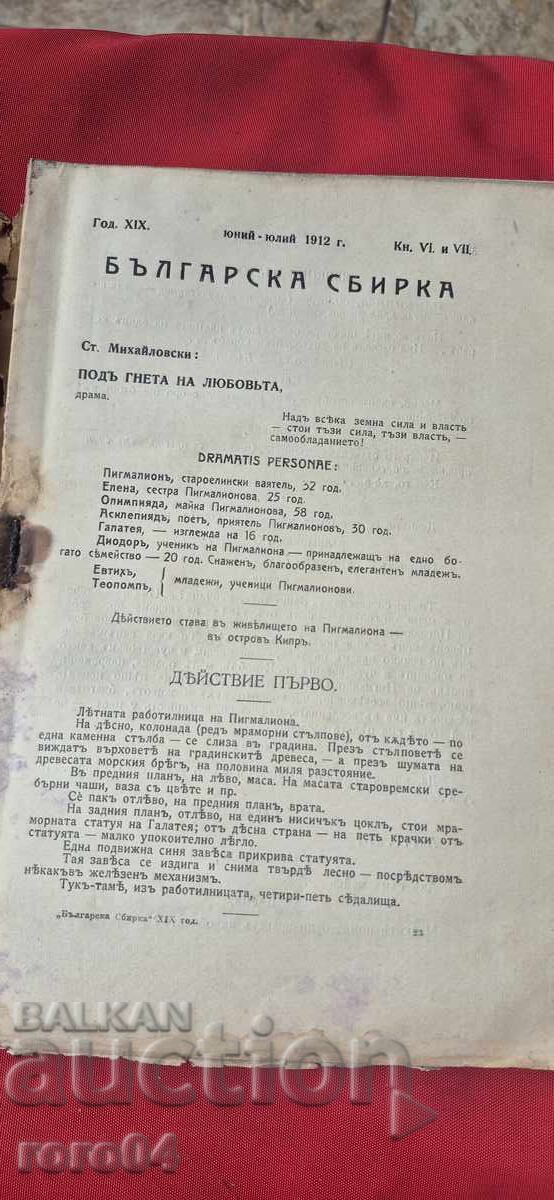 Год. XIX. юний-юлий 1912 г. Кн. VI. и VII.
БЪЛГАРСКА СБИРКА
Ст. Михайловски:
ПОДЪ ГНЕТА НА ЛЮБОВЬТА,
драма.
Надъ всѣка земна сила и власть
— стои тъзи сила, тъзи власть, —
самообладанието!
DRAMATIS PERSONAE:
Пигмалионъ, староелински ваятель, 32 год.
Елена, сестра Пигмалионова, 25 год.
Олимпияда, майка Пигмалионова, 58 год.
Асклепиядъ, поетъ, приятель Пигмалионовъ, 30 год.
Галатея, — изглежда на 16 год.
Диодоръ, ученикъ на Пигмалиона — принадлежащъ на едно бо-
гато сѣмейство — 20 год. Снаженъ, благообразенъ, елегантенъ младежъ.
Евтихъ,
Теопомпъ, } младежи, ученици Пигмалионови.
Дѣйствието става въ живѣлището на Пигмалиона —
въ островъ Кипръ.
ДѢЙСТВИЕ ПЪРВО.
Лѣтната работилница на Пигмалиона.
На дѣсно, колонада (редъ мраморни стълпове), отъ кѫдѣто — по
една каменна стълба — се слиза въ градина. Презъ стълповетѣ се
виждатъ върховетѣ на градинскитѣ древеса, — а презъ шумата на
древесата морския брѣгъ, на половина миля разстояние.
Въ предния планъ, на лѣво, маса. На масата старовремски сре-
бърни чаши, ваза съ цвѣте и пр.
Сѐ пакъ отлѣво, на предния планъ, врата.
На задния планъ, отлѣво, на единъ нисичъкъ цокль, стои мра-
морната статуя на Галатея; отъ дѣсна страна — на петь крачки отъ
статуята — малко упокоително лѣгло.
Една подвижна синя завѣса прикрива статуята.
Тая завѣса се издига и снима твърдѣ лесно — посрѣдствомъ
нѣкакъвъ желѣзенъ механизмъ.
Тукъ-тамѣ, изъ работилницата, четири-петь сѣдалища.
„Българска Сбирка“ XIX год.
BALKAN
auction
roro04